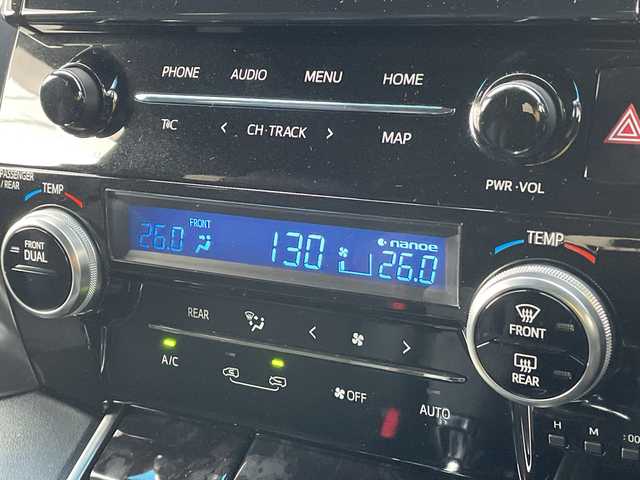 PHONE AUDIO MENU HOME
T C < CH·TRACK > MAP
PWR·VOL
PASSENGER
/REAR
TEMP
FRONT
DUAL
FRONT
26.0 130 nanoe 26.0
TEMP
FRONT
REAR
REAR < >
A/C
OFF AUTO
H M :00